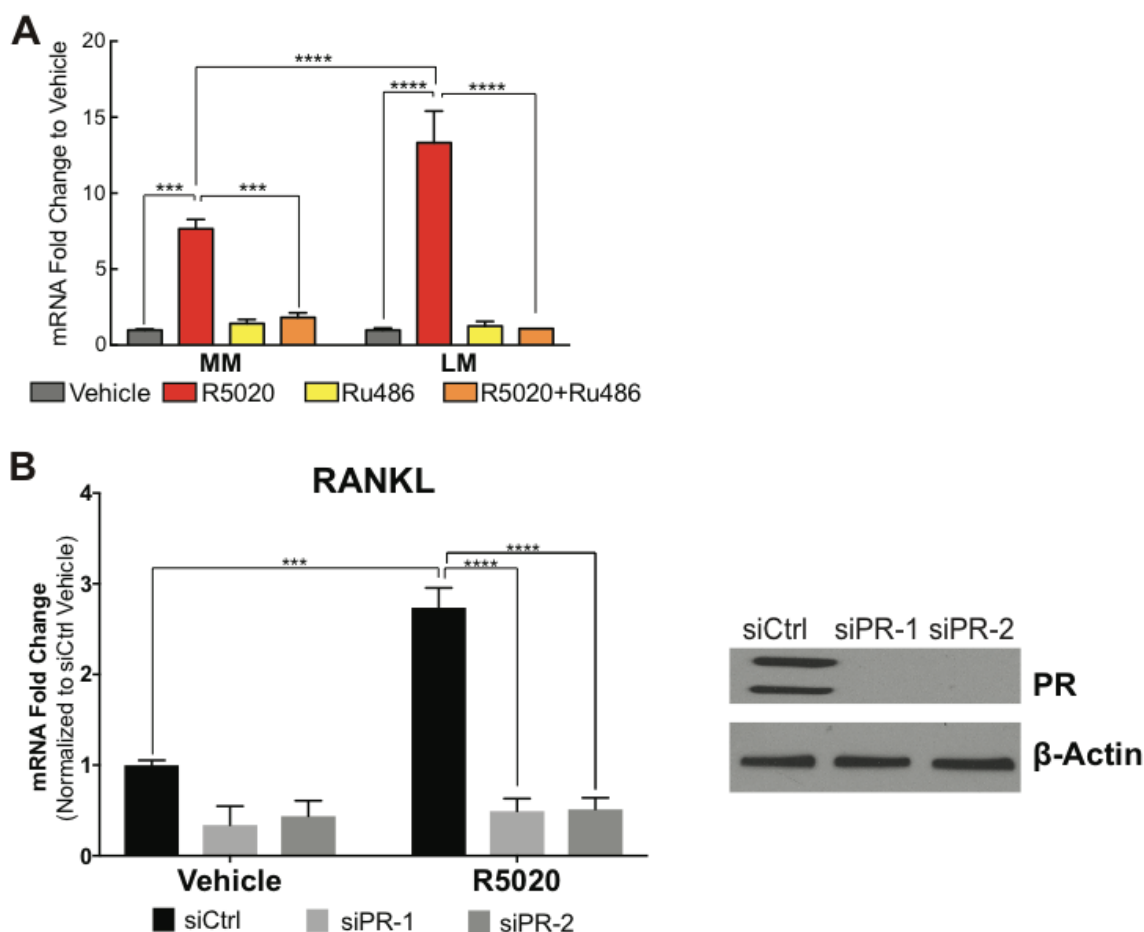 A
mRNA Fold Change to Vehicle
20
15
10
5
0
****
****
****
***
***
MM
LM
Vehicle
R5020
Ru486
R5020+Ru486
B
RANKL
mRNA Fold Change
(Normalized to siCtrl Vehicle)
4
3
2
1
0
***
****
****
Vehicle
R5020
siCtrl
siPR-1
siPR-2
siCtrl siPR-1 siPR-2
PR
β-Actin